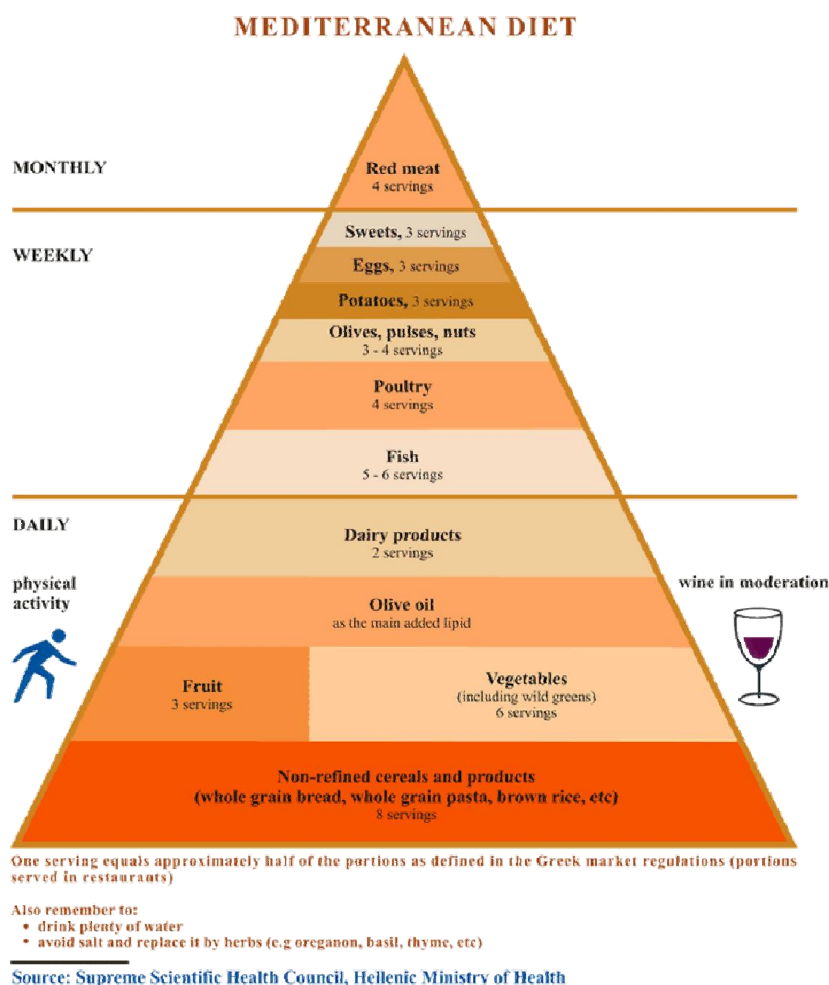 MEDITERRANEAN DIET
MONTHLY
Red meat
4 servings
WEEKLY
Sweets, 3 servings
Eggs, 3 servings
Potatoes, 3 servings
Olives, pulses, nuts
3 - 4 servings
Poultry
4 servings
Fish
5 - 6 servings
DAILY
Dairy products
2 servings
physical
activity
wine in moderation
Olive oil
as the main added lipid
Fruit
3 servings
Vegetables
(including wild greens)
6 servings
Non-refined cereals and products
(whole grain bread, whole grain pasta, brown rice, etc)
8 servings
One serving equals approximately half of the portions as defined in the Greek market regulations (portions
served in restaurants)
Also remember to:
• drink plenty of water
• avoid salt and replace it by herbs (e.g oreganon, basil, thyme, etc)
Source: Supreme Scientific Health Council, Hellenic Ministry of Health